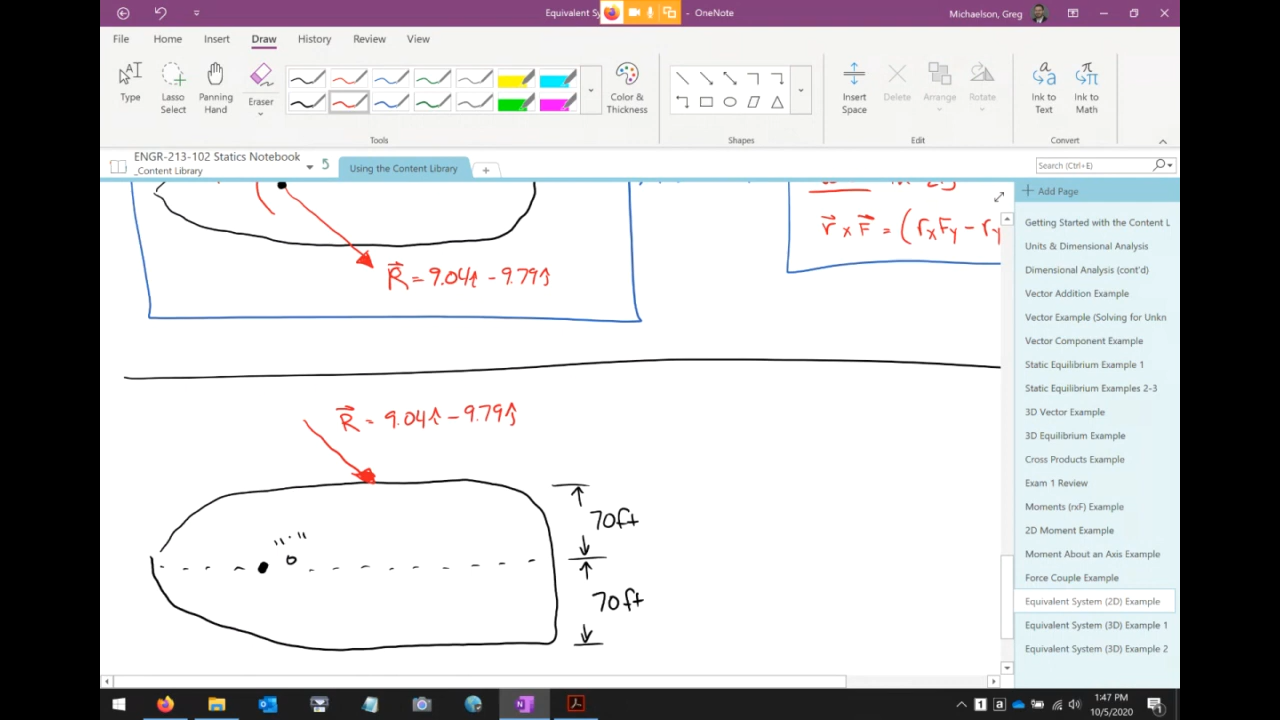 Equivalent Sy
- OneNote
Michaelson, Greg
File Home Insert Draw History Review View
Type
Lasso Select
Panning Hand
Eraser
Color & Thickness
Insert Space
Delete
Arrange
Rotate
Ink to Text
Ink to Math
Tools
Shapes
Edit
Convert
ENGR-213-102 Statics Notebook
_Content Library
Using the Content Library
Search (Ctrl+E)
Add Page
Getting Started with the Content L
Units & Dimensional Analysis
Dimensional Analysis (cont'd)
Vector Addition Example
Vector Example (Solving for Unkn
Vector Component Example
Static Equilibrium Example 1
Static Equilibrium Examples 2-3
3D Vector Example
3D Equilibrium Example
Cross Products Example
Exam 1 Review
Moments (rxF) Example
2D Moment Example
Moment About an Axis Example
Force Couple Example
Equivalent System (2D) Example
Equivalent System (3D) Example 1
Equivalent System (3D) Example 2
r⃗ x F⃗ = (rxFy - ry
R⃗ = 9.04î - 9.79ĵ
R⃗ = 9.04î - 9.79ĵ
70ft
"."
o
70ft
1:47 PM
10/5/2020